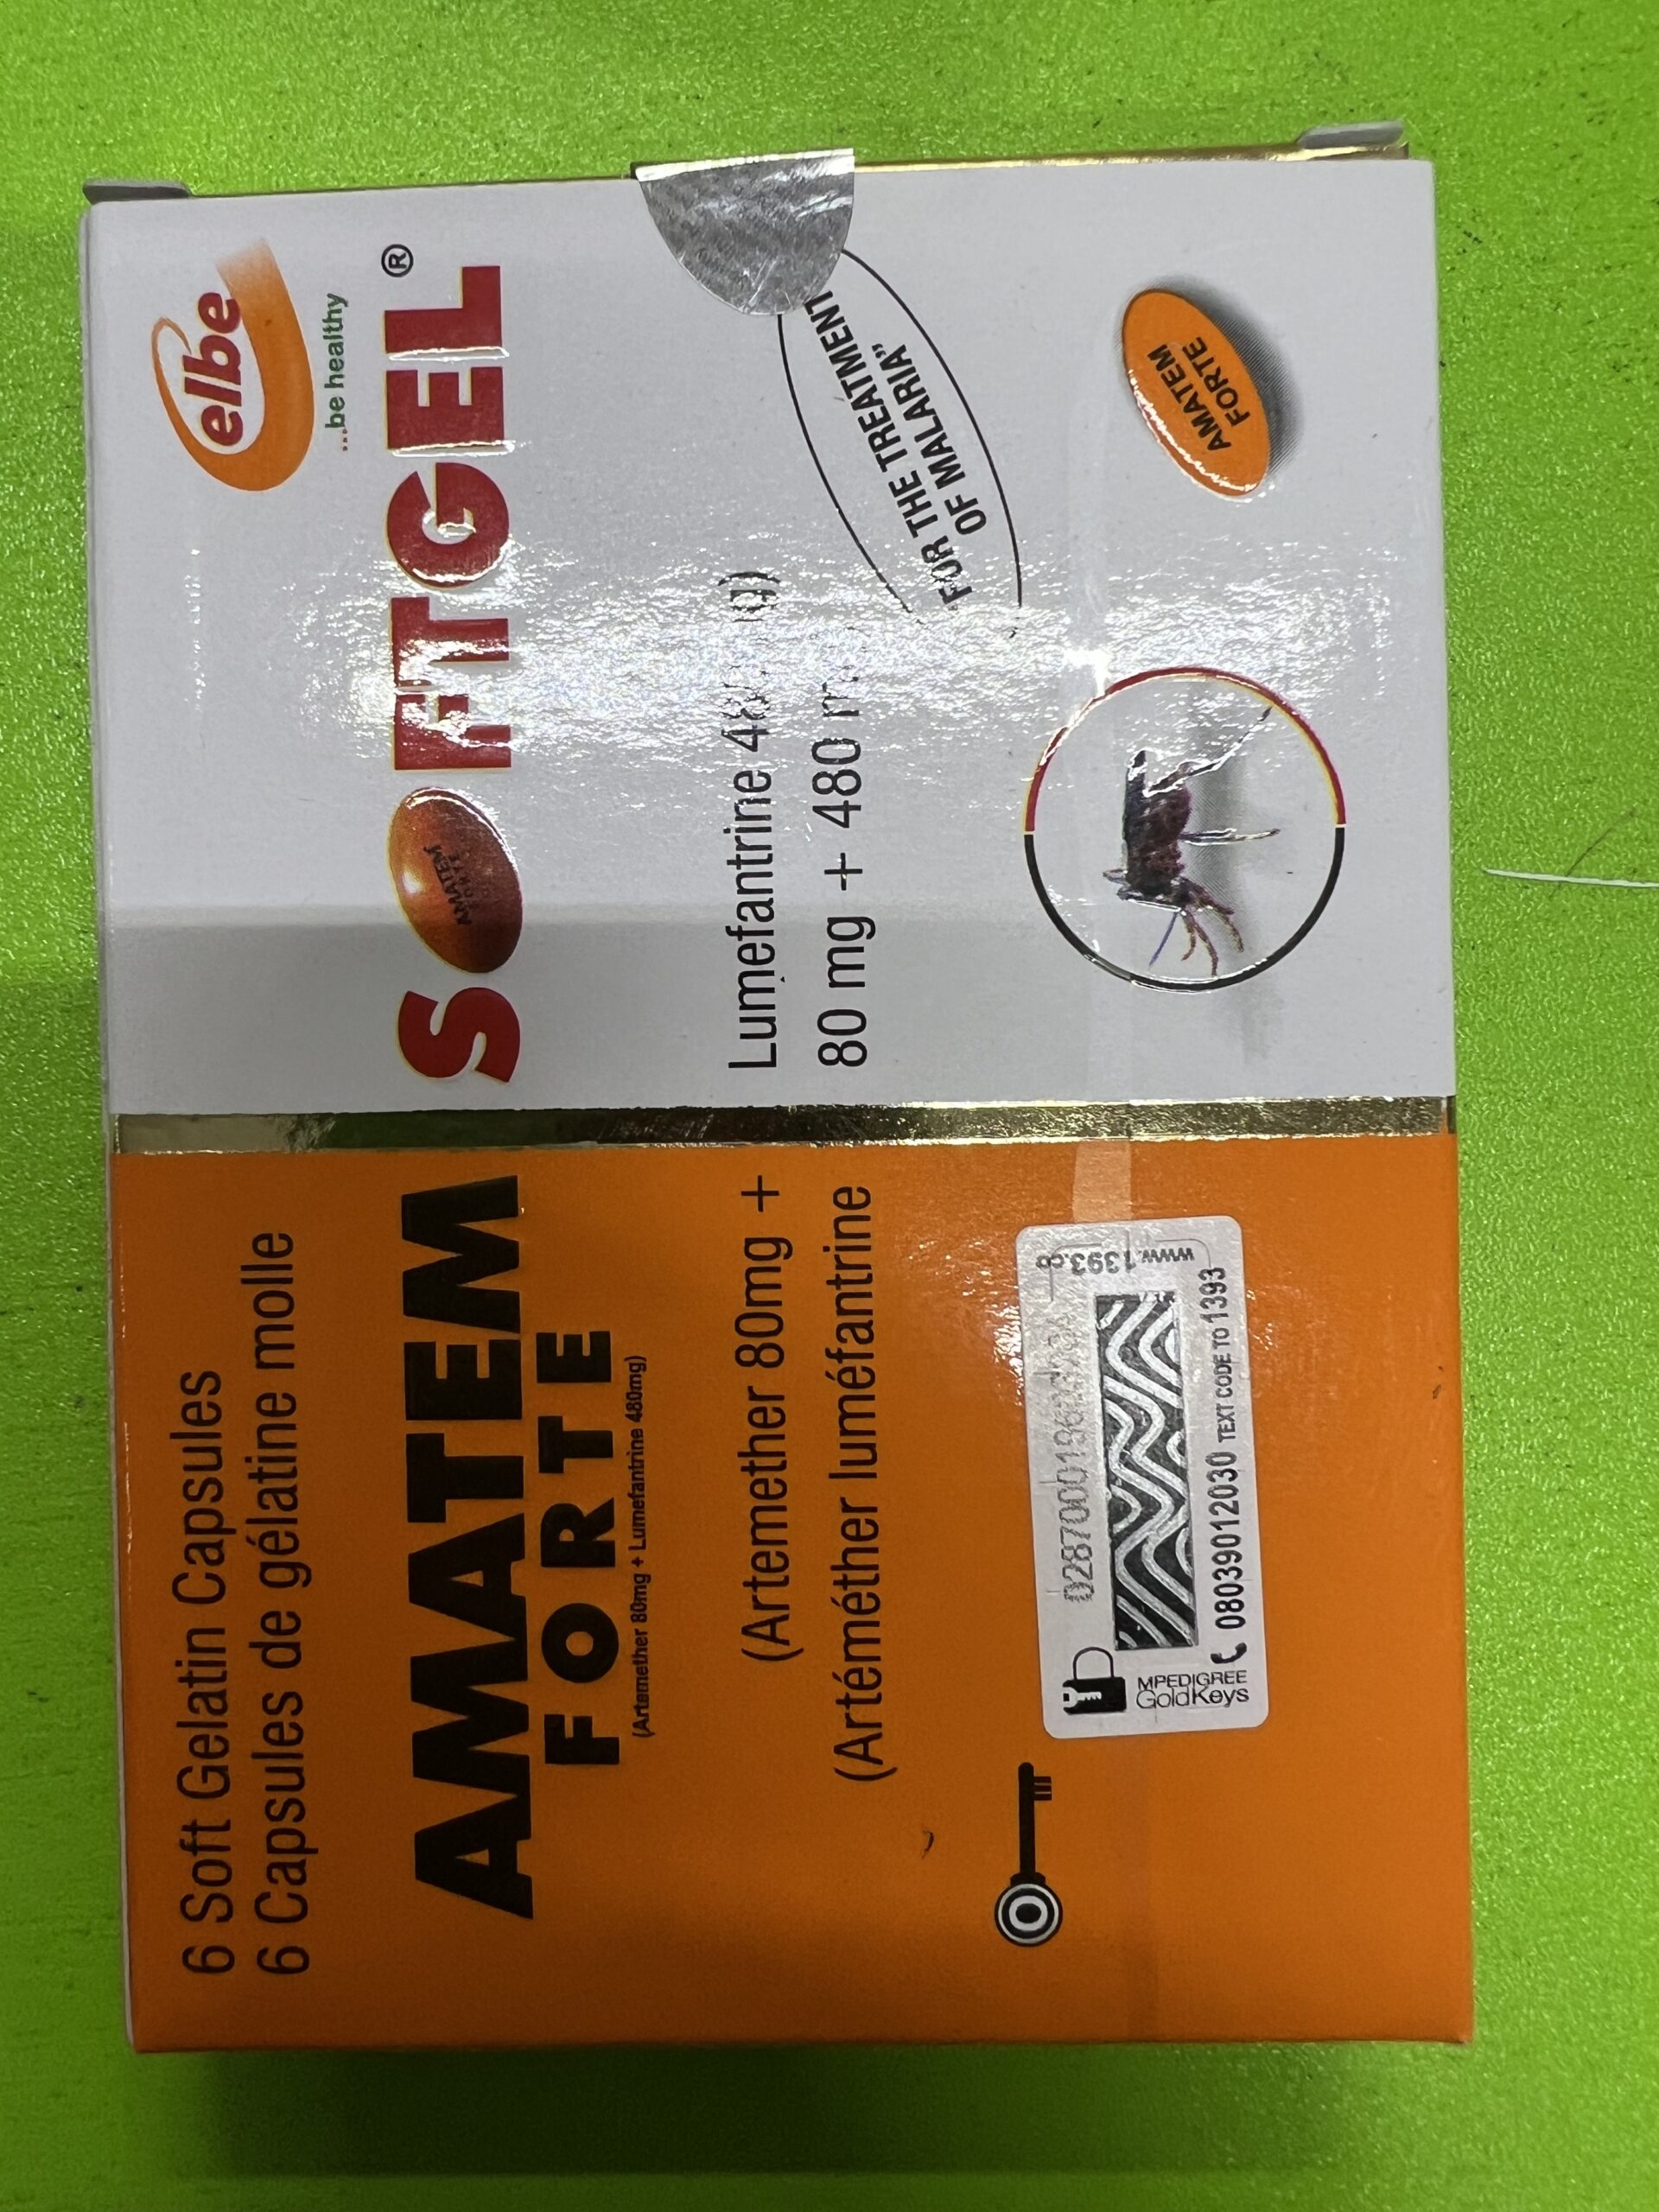 6 Soft Gelatin Capsules
6 Capsules de gélatine molle
elbe
...be healthy
AMATEM SOFTGEL®
FORTE
(Artemether 80mg + Lumefantrine 480mg)
AMATEM
(Artemether 80mg + Lumefantrine
(Artéméther luméfantrine 80 mg + 480
"FOR THE TREATMENT
OF MALARIA"
AMATEM
FORTE
www.1393.co
MPEDIGREE
GoldKeys
08039012030 TEXT CODE TO 1393